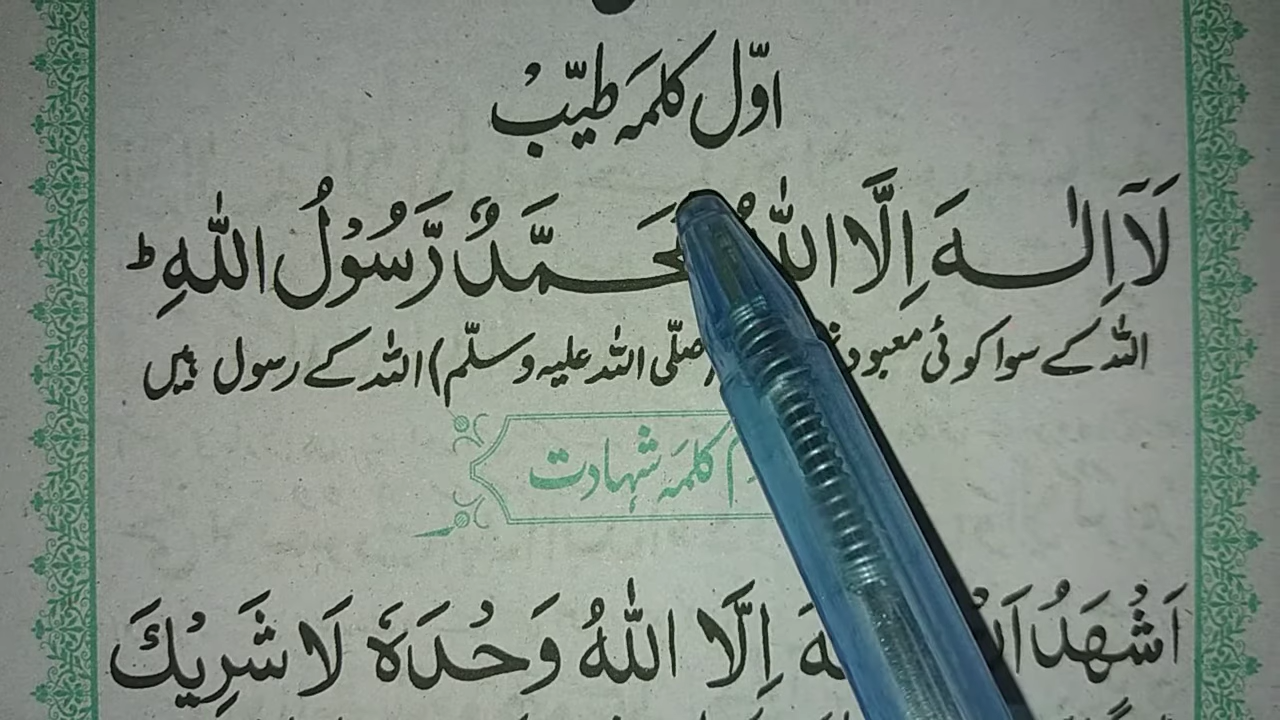 اوّل کلمہ طیّب
لَآ اِلٰہَ اِلَّا اللّٰہُ مُحَمَّدٌ رَّسُوْلُ اللّٰہِ ؕ
اللہ کے سوا کوئی معبود (صلّی اللہ علیہ وسلّم) اللہ کے رسول ہیں
کلمہ شہادت
اَشْھَدُ اِلَّا اللّٰہُ وَحْدَہٗ لَا شَرِیْکَ